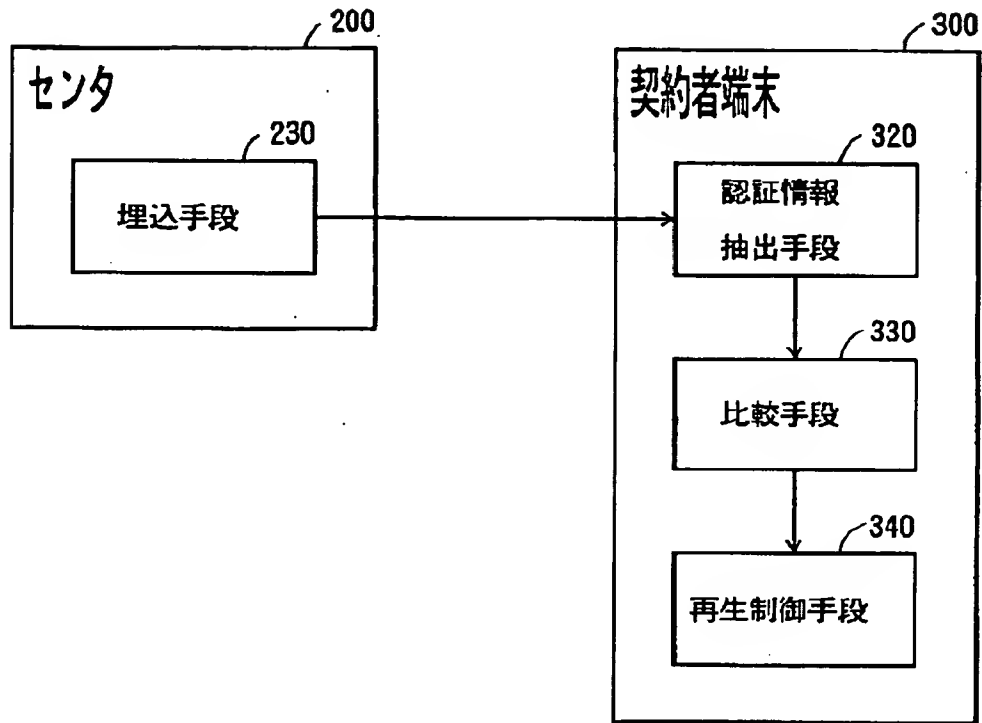 200
センタ
230
埋込手段
300
契約者端末
320
認証情報
抽出手段
330
比較手段
340
再生制御手段